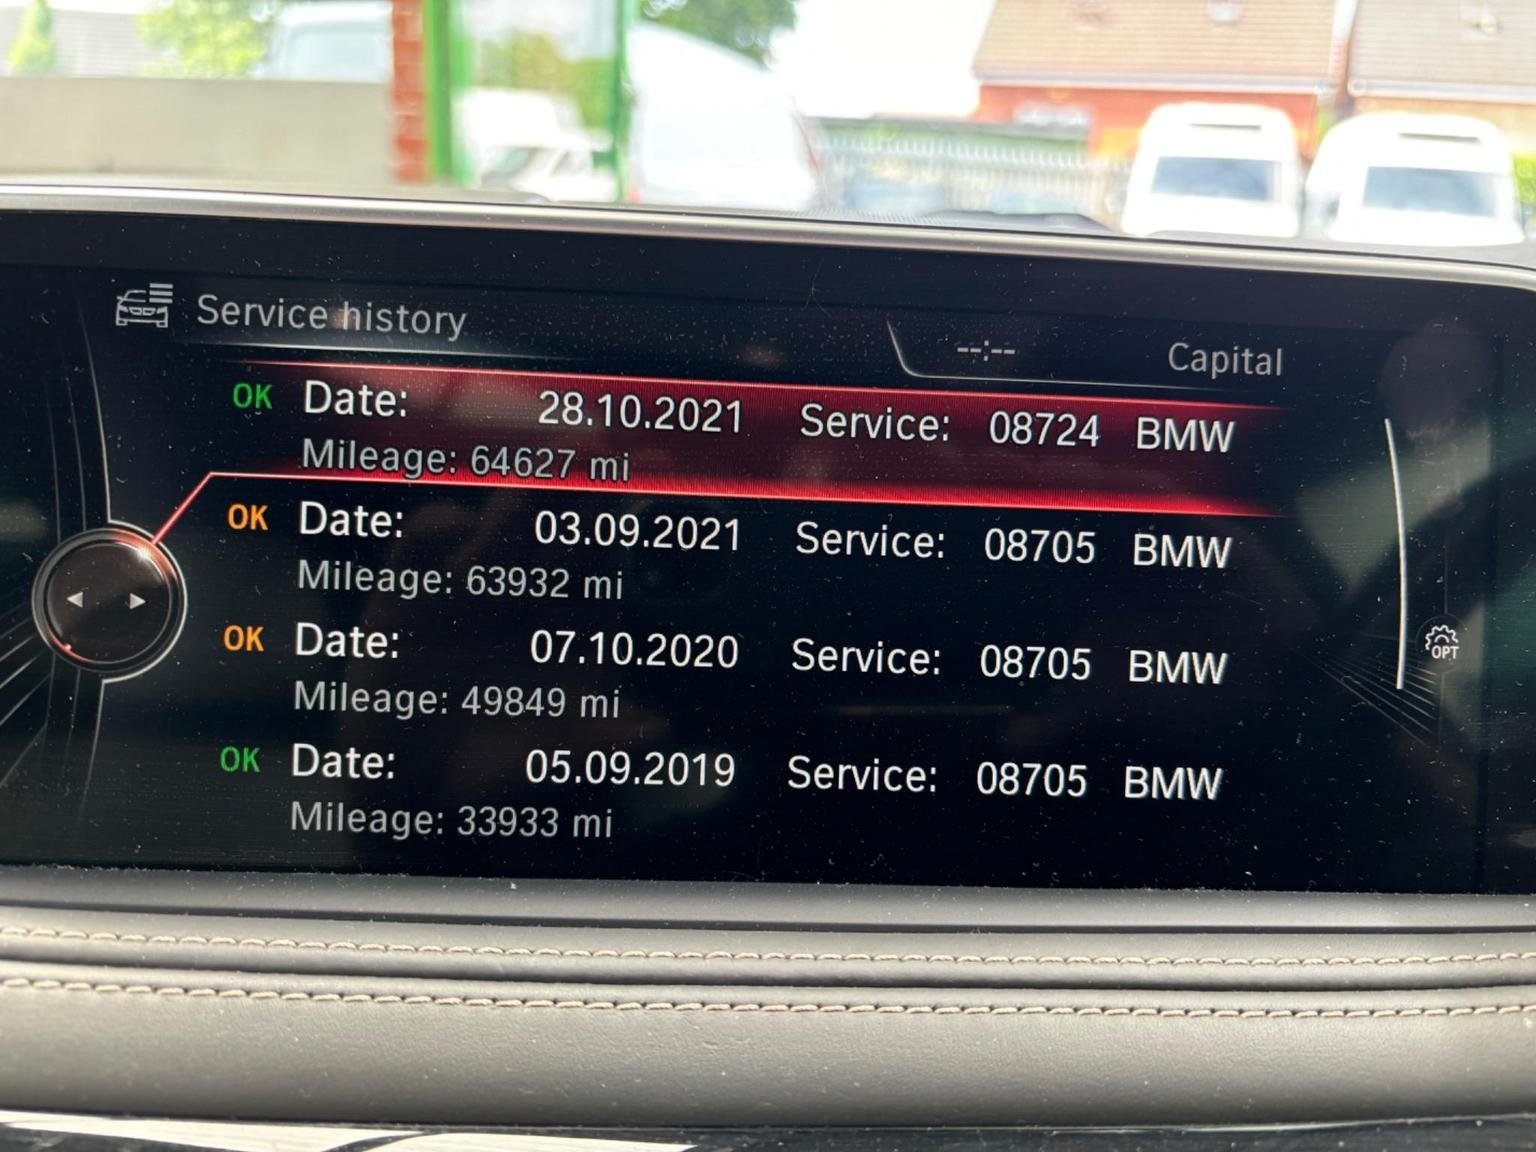 Service history
--:-- Capital
OK Date: 28.10.2021 Service: 08724 BMW
Mileage: 64627 mi
OK Date: 03.09.2021 Service: 08705 BMW
Mileage: 63932 mi
OK Date: 07.10.2020 Service: 08705 BMW
Mileage: 49849 mi
OPT
OK Date: 05.09.2019 Service: 08705 BMW
Mileage: 33933 mi